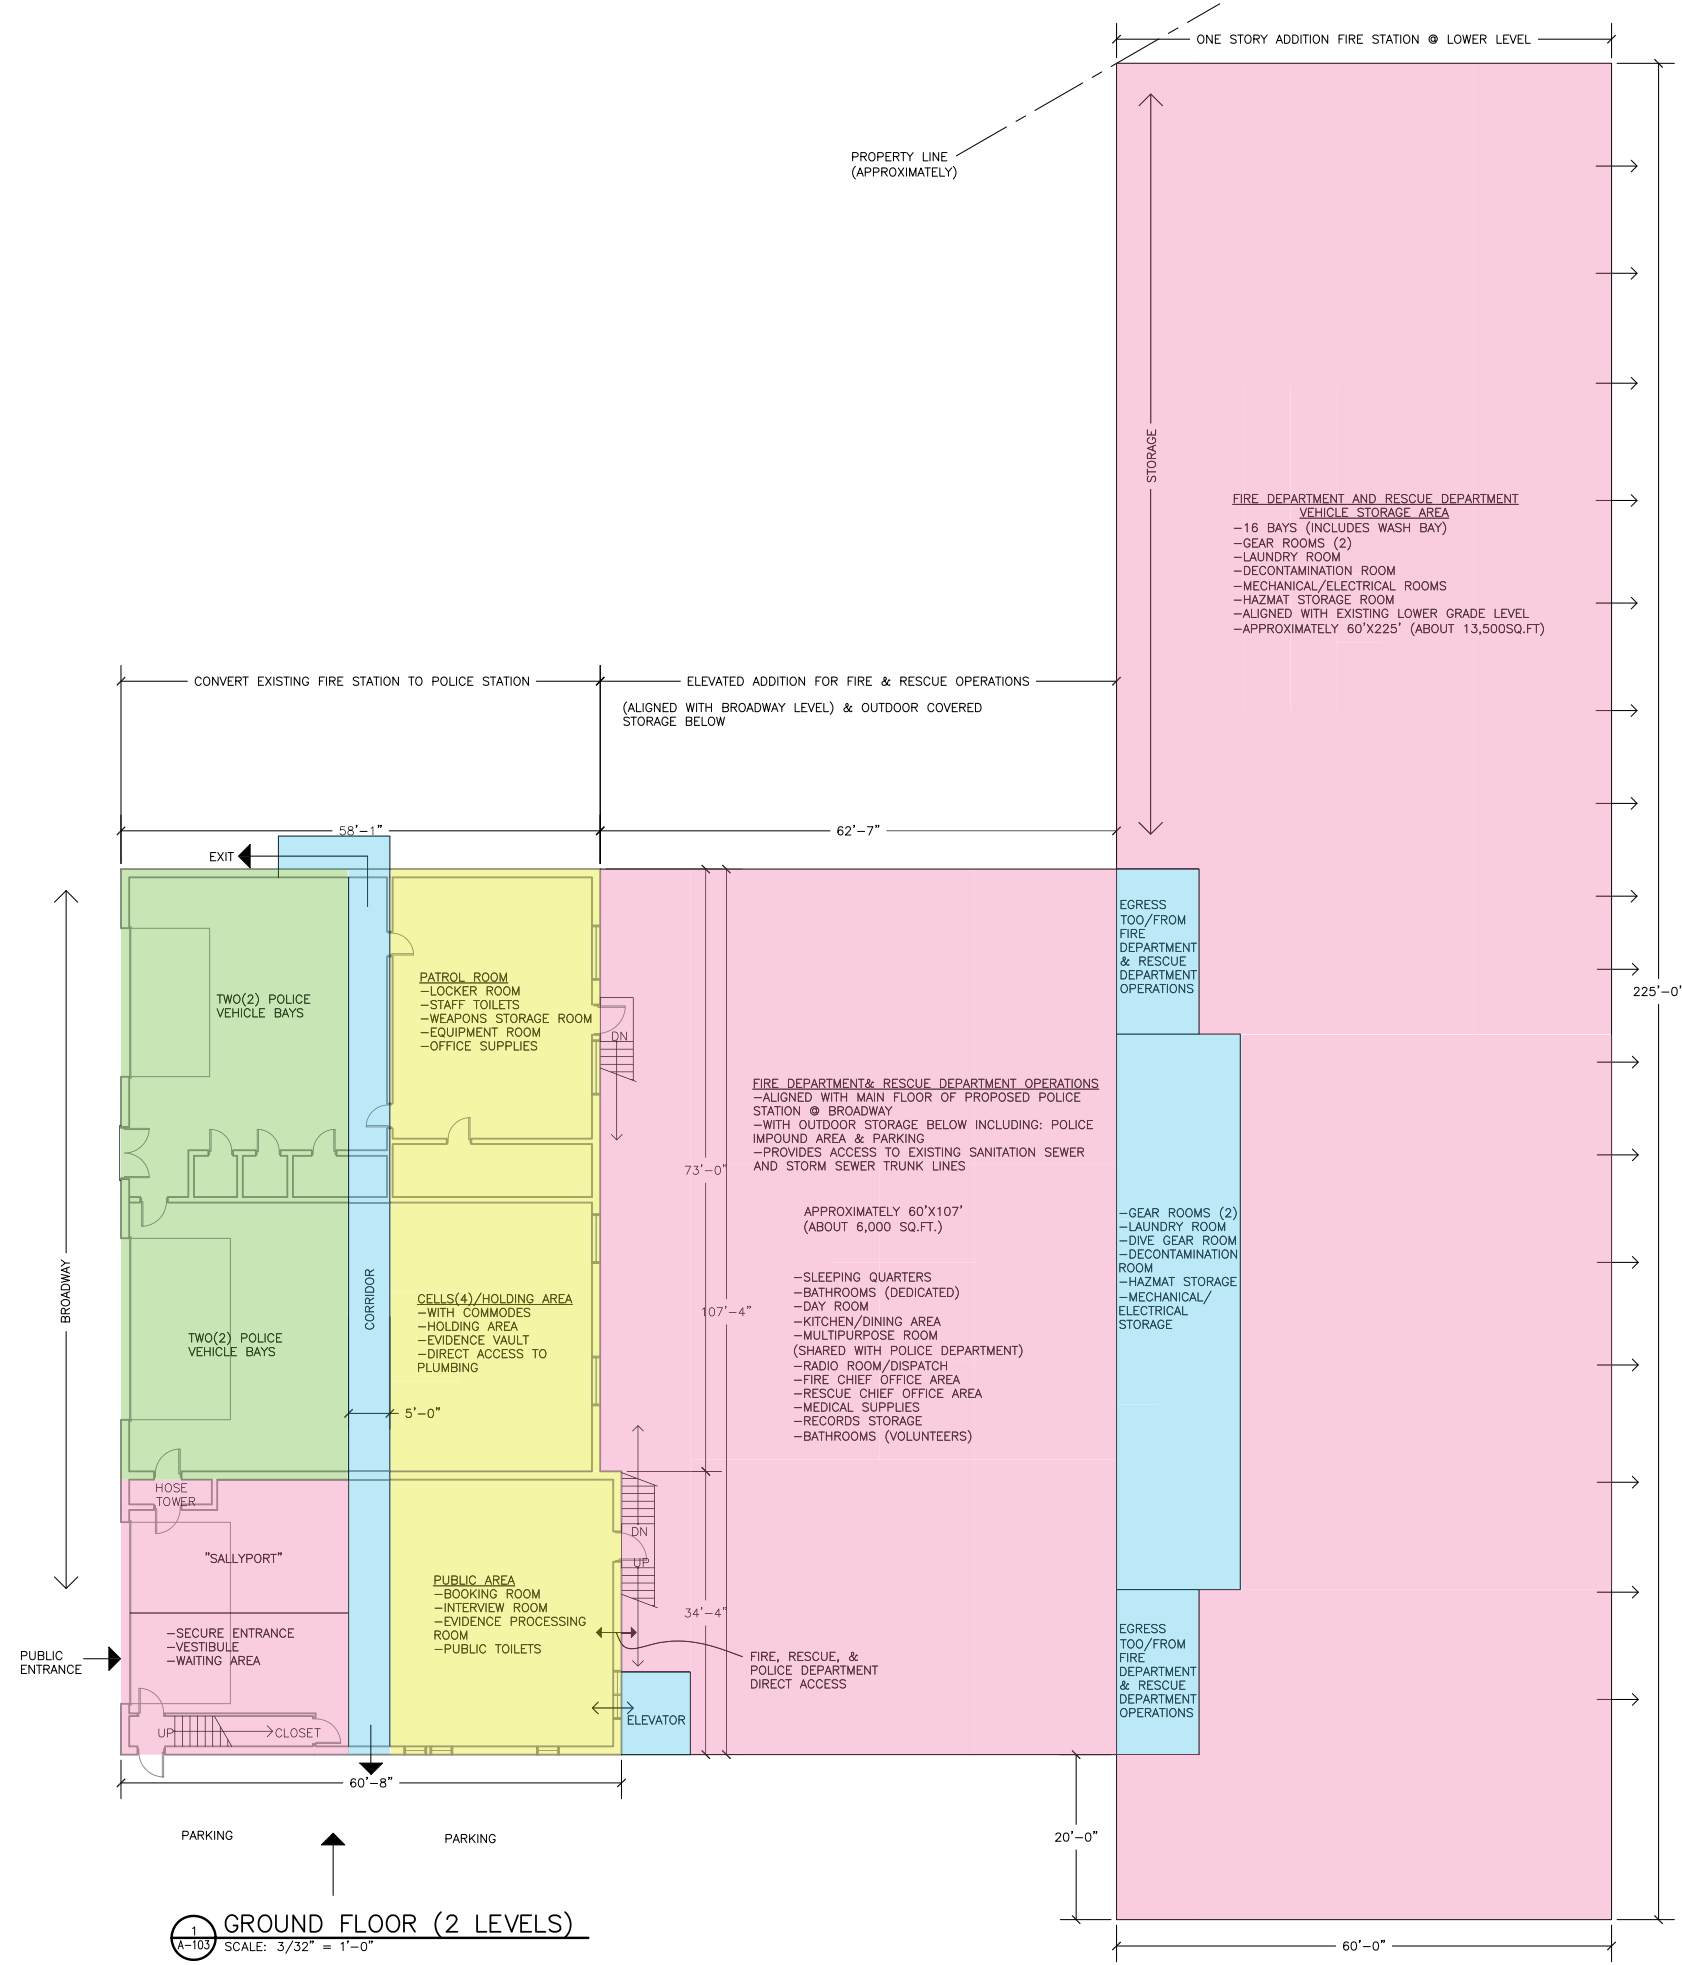 ONE STORY ADDITION FIRE STATION @ LOWER LEVEL
PROPERTY LINE
(APPROXIMATELY)
STORAGE
FIRE DEPARTMENT AND RESCUE DEPARTMENT
VEHICLE STORAGE AREA
-16 BAYS (INCLUDES WASH BAY)
-GEAR ROOMS (2)
-LAUNDRY ROOM
-DECONTAMINATION ROOM
-MECHANICAL/ELECTRICAL ROOMS
-HAZMAT STORAGE ROOM
-ALIGNED WITH EXISTING LOWER GRADE LEVEL
-APPROXIMATELY 60'X225' (ABOUT 13,500SQ.FT)
CONVERT EXISTING FIRE STATION TO POLICE STATION
ELEVATED ADDITION FOR FIRE & RESCUE OPERATIONS
(ALIGNED WITH BROADWAY LEVEL) & OUTDOOR COVERED
STORAGE BELOW
58'-1"
62'-7"
EXIT
EGRESS
TOO/FROM
FIRE
DEPARTMENT
& RESCUE
DEPARTMENT
OPERATIONS
225'-0'
TWO(2) POLICE
VEHICLE BAYS
PATROL ROOM
-LOCKER ROOM
-STAFF TOILETS
-WEAPONS STORAGE ROOM
-EQUIPMENT ROOM
-OFFICE SUPPLIES
DN
FIRE DEPARTMENT& RESCUE DEPARTMENT OPERATIONS
-ALIGNED WITH MAIN FLOOR OF PROPOSED POLICE
STATION @ BROADWAY
-WITH OUTDOOR STORAGE BELOW INCLUDING: POLICE
IMPOUND AREA & PARKING
-PROVIDES ACCESS TO EXISTING SANITATION SEWER
AND STORM SEWER TRUNK LINES
73'-0"
APPROXIMATELY 60'X107'
(ABOUT 6,000 SQ.FT.)
-GEAR ROOMS (2)
-LAUNDRY ROOM
-DIVE GEAR ROOM
-DECONTAMINATION
ROOM
-HAZMAT STORAGE
-MECHANICAL/
ELECTRICAL
STORAGE
BROADWAY
CORRIDOR
TWO(2) POLICE
VEHICLE BAYS
CELLS(4)/HOLDING AREA
-WITH COMMODES
-HOLDING AREA
-EVIDENCE VAULT
-DIRECT ACCESS TO
PLUMBING
107'-4"
-SLEEPING QUARTERS
-BATHROOMS (DEDICATED)
-DAY ROOM
-KITCHEN/DINING AREA
-MULTIPURPOSE ROOM
(SHARED WITH POLICE DEPARTMENT)
-RADIO ROOM/DISPATCH
-FIRE CHIEF OFFICE AREA
-RESCUE CHIEF OFFICE AREA
-MEDICAL SUPPLIES
-RECORDS STORAGE
-BATHROOMS (VOLUNTEERS)
5'-0"
HOSE
TOWER
"SALLYPORT"
DN
UP
PUBLIC AREA
-BOOKING ROOM
-INTERVIEW ROOM
-EVIDENCE PROCESSING
ROOM
-PUBLIC TOILETS
34'-4"
EGRESS
TOO/FROM
FIRE
DEPARTMENT
& RESCUE
DEPARTMENT
OPERATIONS
PUBLIC
ENTRANCE
-SECURE ENTRANCE
-VESTIBULE
-WAITING AREA
FIRE, RESCUE, &
POLICE DEPARTMENT
DIRECT ACCESS
UP
CLOSET
ELEVATOR
60'-8"
PARKING
PARKING
20'-0"
1
A-103
GROUND FLOOR (2 LEVELS)
SCALE: 3/32" = 1'-0"
60'-0"